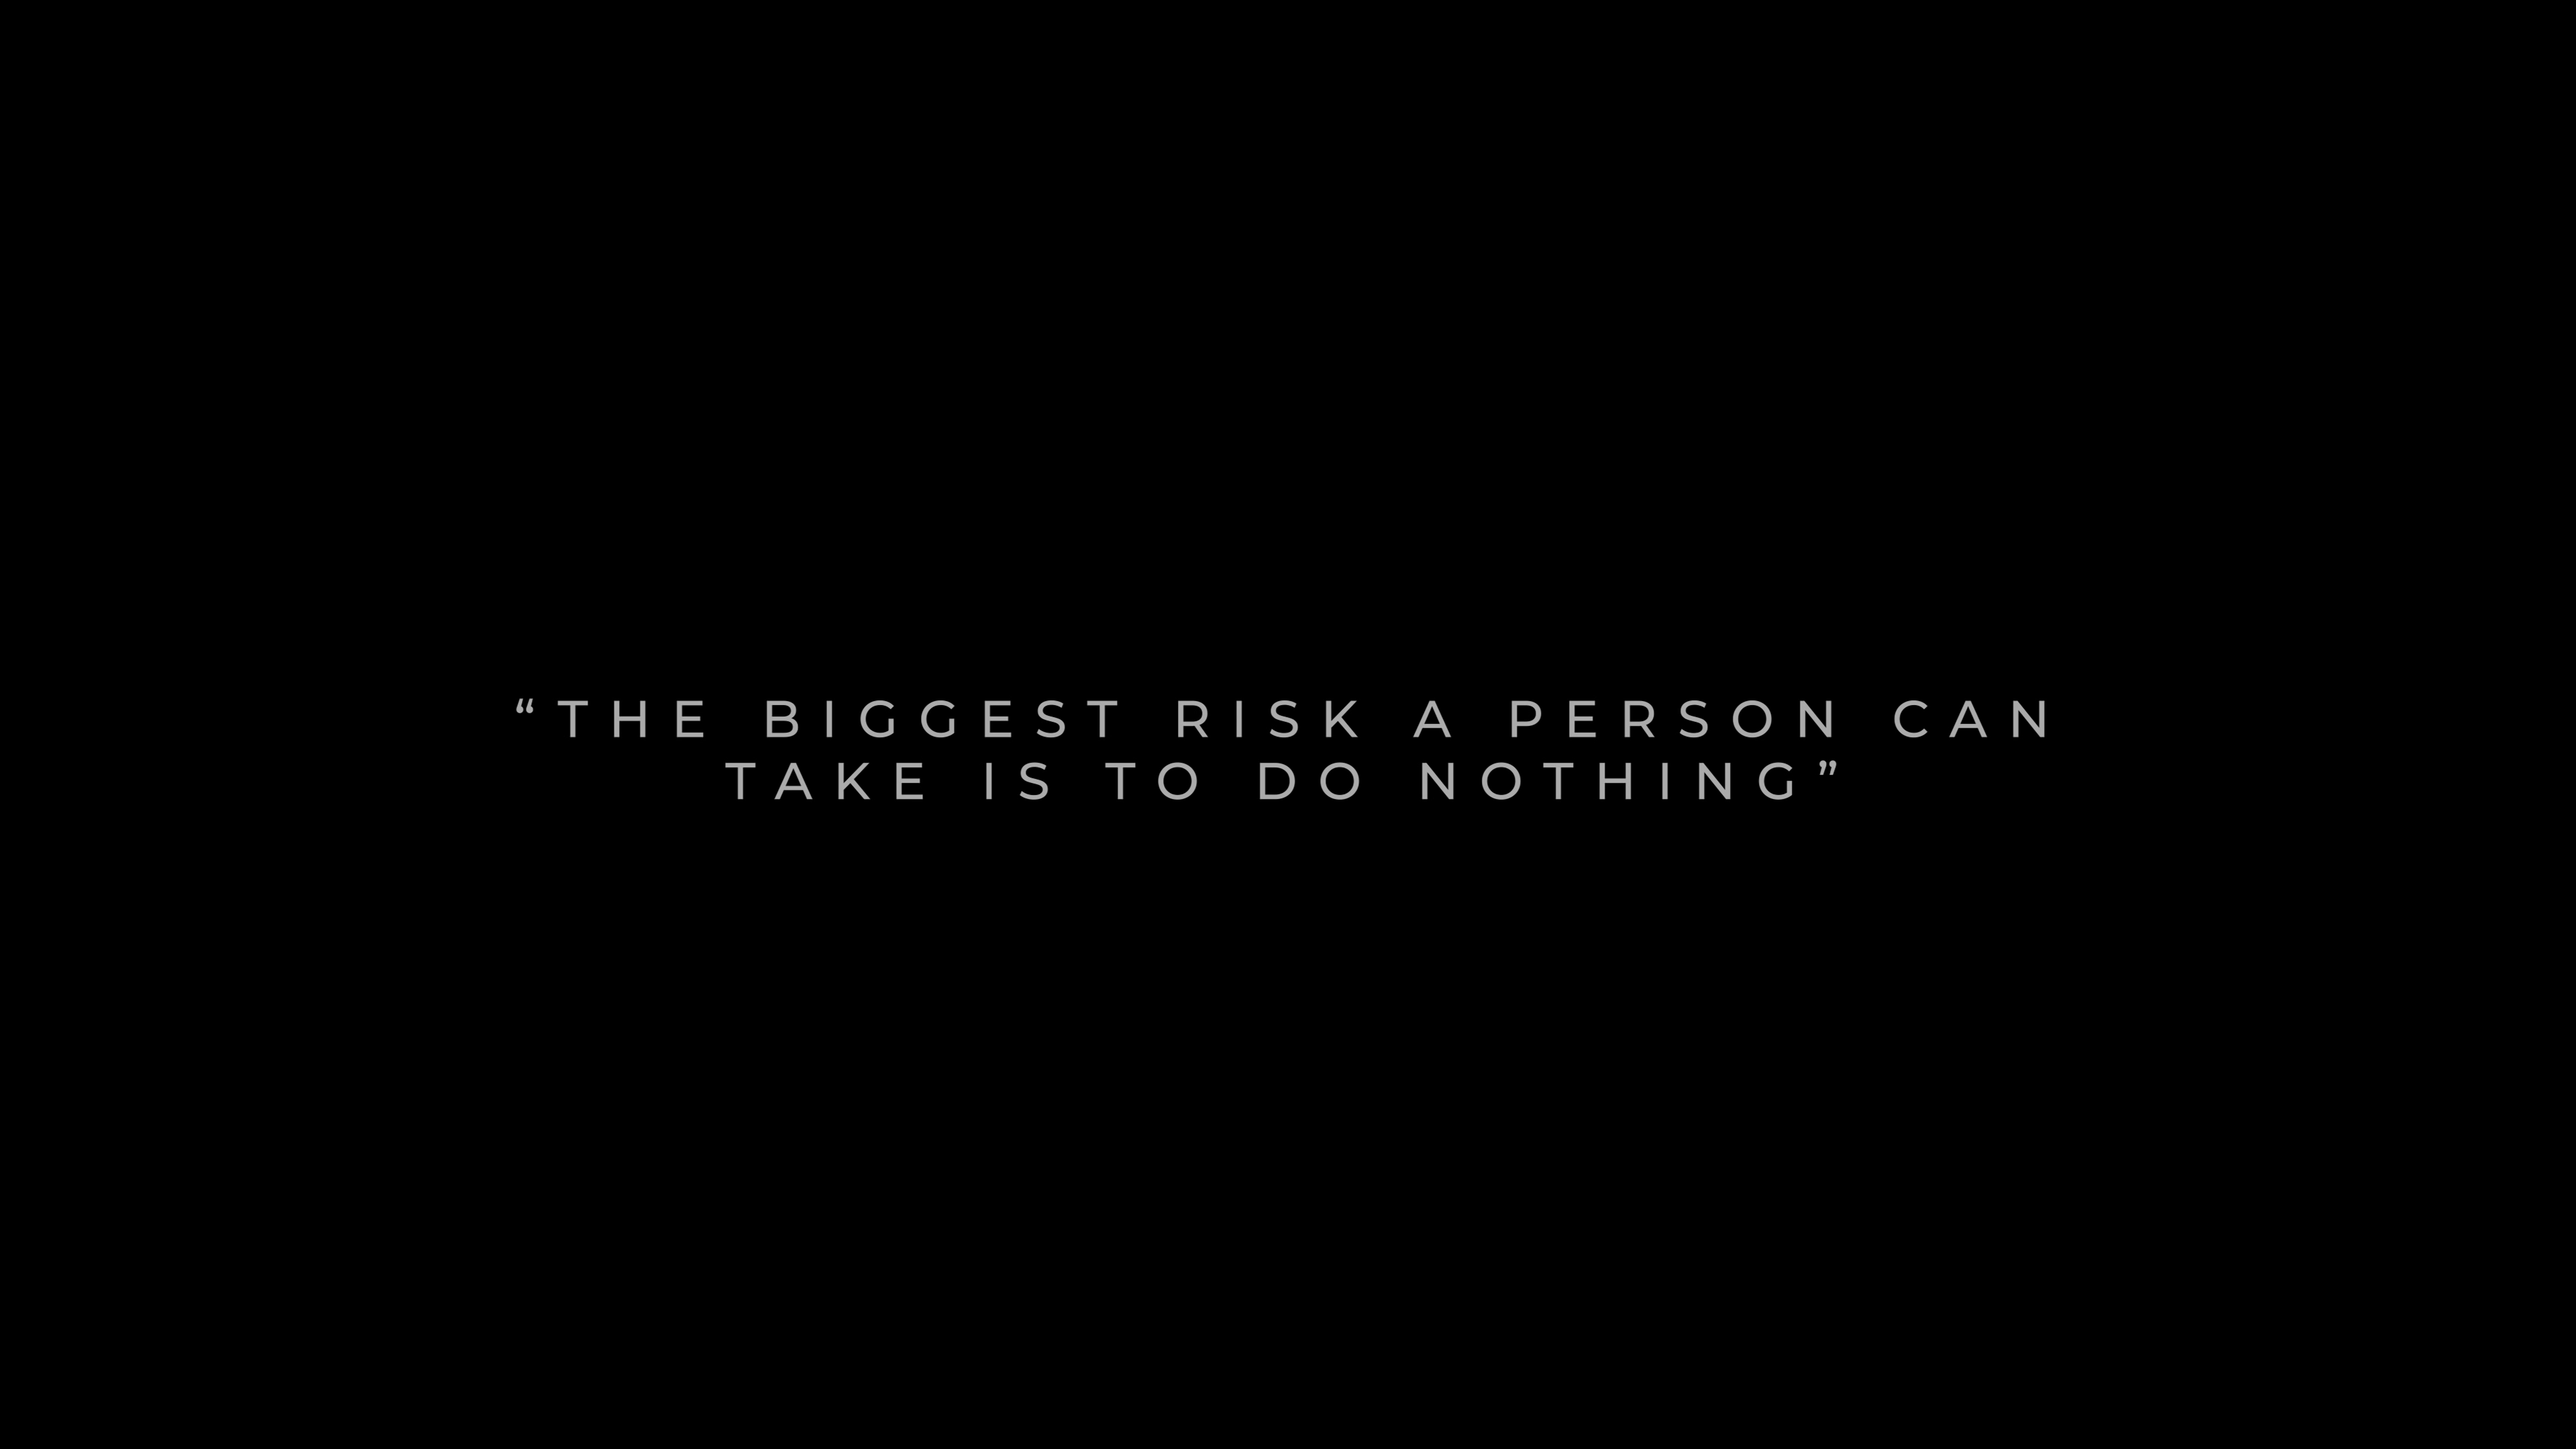 “THE BIGGEST RISK A PERSON CAN
TAKE IS TO DO NOTHING”